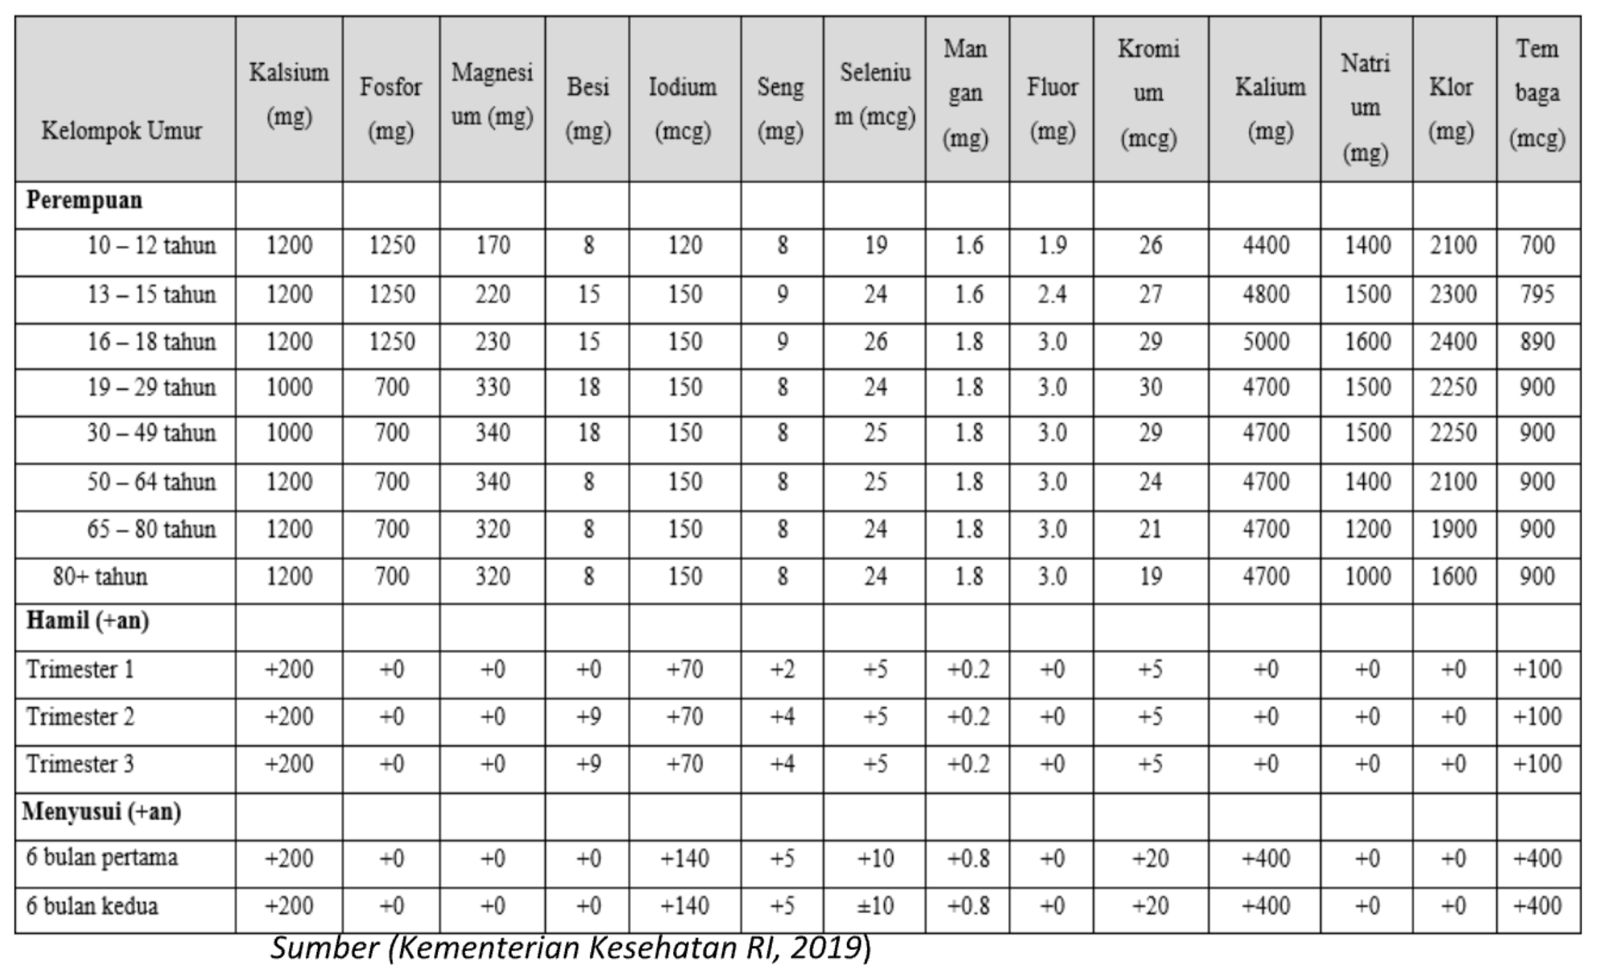 Kelompok Umur Kalsium (mg) Fosfor (mg) Magnesi um (mg) Besi (mg) Iodium (mcg) Seng (mg) Seleniu m (mcg) Man gan (mg) Fluor (mg) Kromi um (mcg) Kalium (mg) Natri um (mg) Klor (mg) Tem baga (mcg)
Perempuan
10 – 12 tahun 1200 1250 170 8 120 8 19 1.6 1.9 26 4400 1400 2100 700
13 – 15 tahun 1200 1250 220 15 150 9 24 1.6 2.4 27 4800 1500 2300 795
16 – 18 tahun 1200 1250 230 15 150 9 26 1.8 3.0 29 5000 1600 2400 890
19 – 29 tahun 1000 700 330 18 150 8 24 1.8 3.0 30 4700 1500 2250 900
30 – 49 tahun 1000 700 340 18 150 8 25 1.8 3.0 29 4700 1500 2250 900
50 – 64 tahun 1200 700 340 8 150 8 25 1.8 3.0 24 4700 1400 2100 900
65 – 80 tahun 1200 700 320 8 150 8 24 1.8 3.0 21 4700 1200 1900 900
80+ tahun 1200 700 320 8 150 8 24 1.8 3.0 19 4700 1000 1600 900
Hamil (+an)
Trimester 1 +200 +0 +0 +0 +70 +2 +5 +0.2 +0 +5 +0 +0 +0 +100
Trimester 2 +200 +0 +0 +9 +70 +4 +5 +0.2 +0 +5 +0 +0 +0 +100
Trimester 3 +200 +0 +0 +9 +70 +4 +5 +0.2 +0 +5 +0 +0 +0 +100
Menyusui (+an)
6 bulan pertama +200 +0 +0 +0 +140 +5 +10 +0.8 +0 +20 +400 +0 +0 +400
6 bulan kedua +200 +0 +0 +0 +140 +5 ±10 +0.8 +0 +20 +400 +0 +0 +400
Sumber (Kementerian Kesehatan RI, 2019)